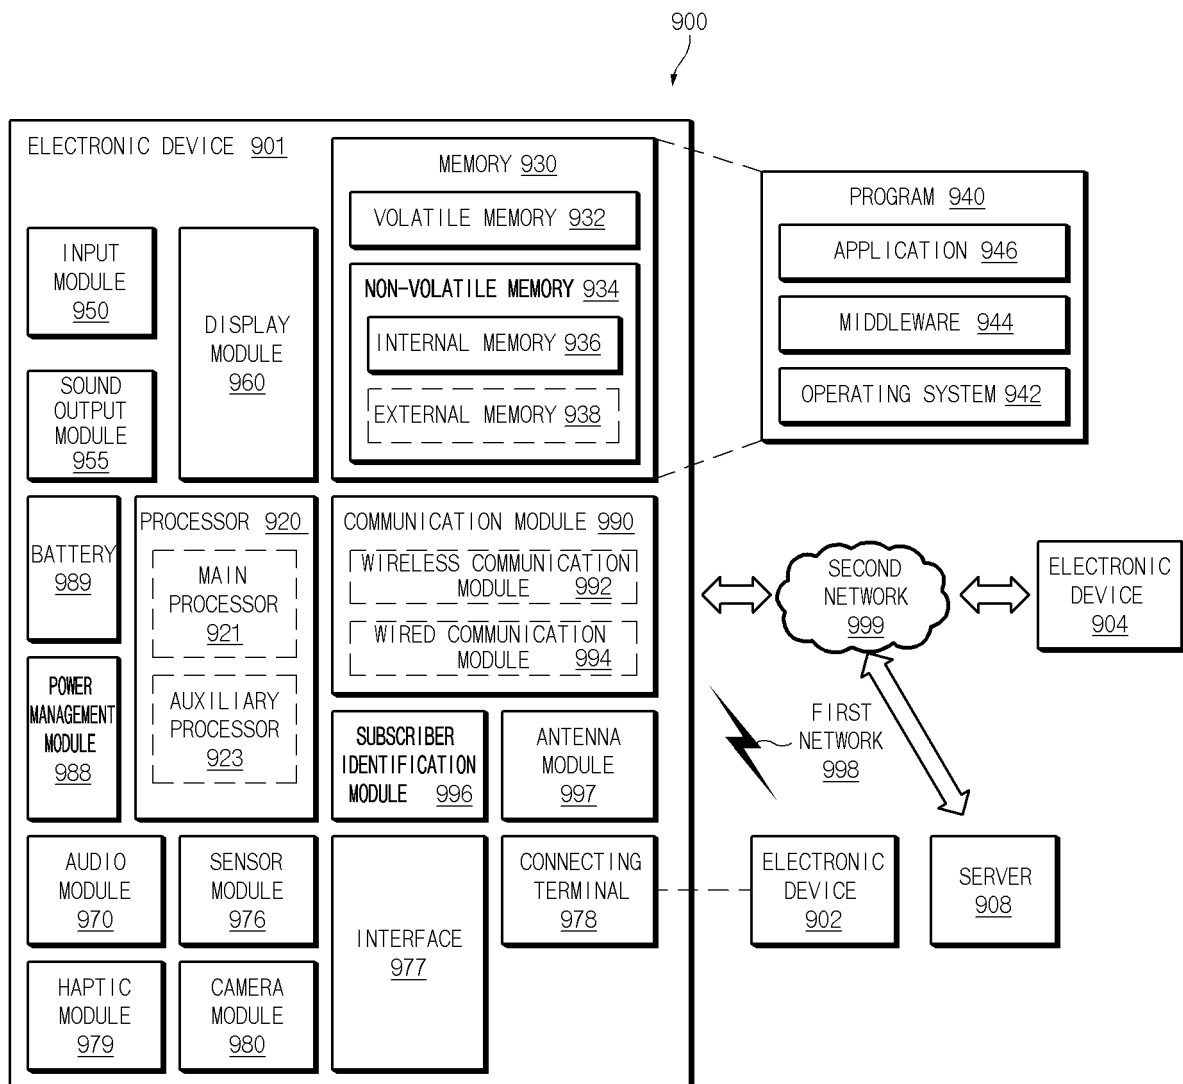 900
ELECTRONIC DEVICE 901
MEMORY 930
VOLATILE MEMORY 932
NON-VOLATILE MEMORY 934
INTERNAL MEMORY 936
EXTERNAL MEMORY 938
PROGRAM 940
APPLICATION 946
MIDDLEWARE 944
OPERATING SYSTEM 942
INPUT
MODULE
950
DISPLAY
MODULE
960
SOUND
OUTPUT
MODULE
955
BATTERY
989
PROCESSOR 920
MAIN
PROCESSOR
921
AUXILIARY
PROCESSOR
923
COMMUNICATION MODULE 990
WIRELESS COMMUNICATION
MODULE 992
WIRED COMMUNICATION
MODULE 994
SECOND
NETWORK
999
ELECTRONIC
DEVICE
904
POWER
MANAGEMENT
MODULE
988
SUBSCRIBER
IDENTIFICATION
MODULE 996
ANTENNA
MODULE
997
FIRST
NETWORK
998
AUDIO
MODULE
970
SENSOR
MODULE
976
INTERFACE
977
CONNECTING
TERMINAL
978
ELECTRONIC
DEVICE
902
SERVER
908
HAPTIC
MODULE
979
CAMERA
MODULE
980